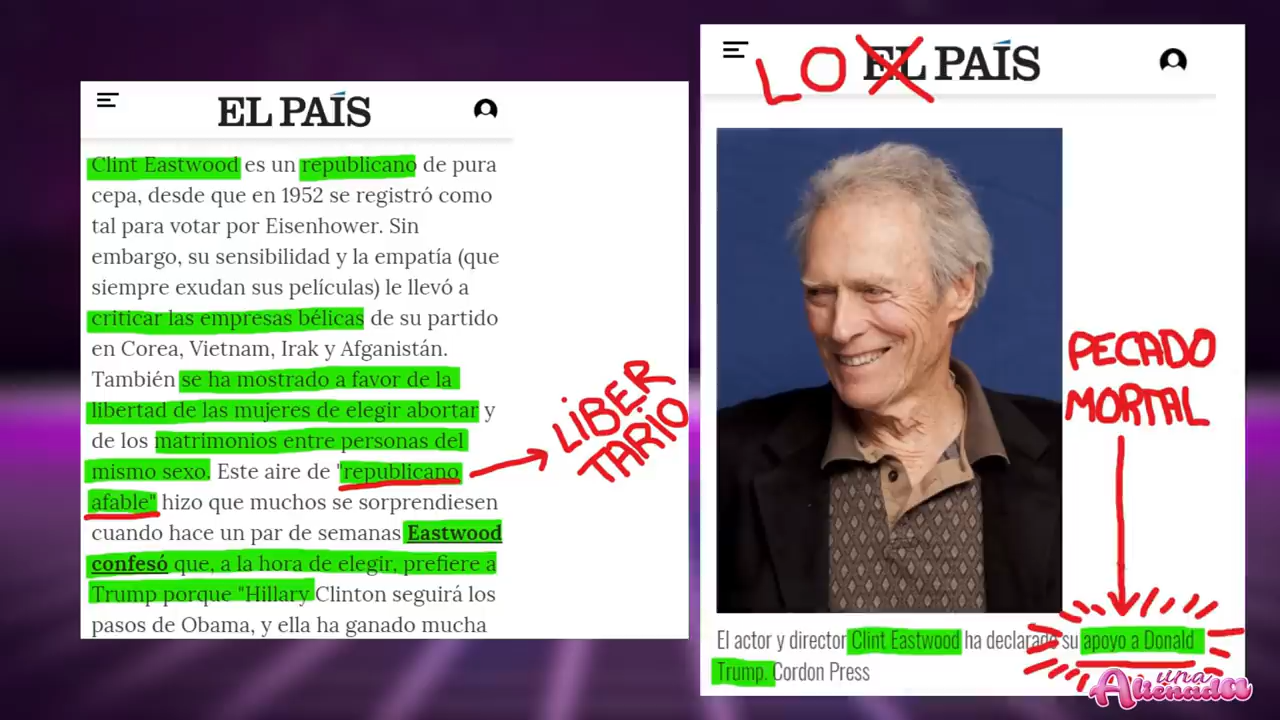 EL PAÍS
Clint Eastwood es un republicano de pura
cepa, desde que en 1952 se registró como
tal para votar por Eisenhower. Sin
embargo, su sensibilidad y la empatía (que
siempre exudan sus películas) le llevó a
criticar las empresas bélicas de su partido
en Corea, Vietnam, Irak y Afganistán.
También se ha mostrado a favor de la
libertad de las mujeres de elegir abortar y
de los matrimonios entre personas del
mismo sexo. Este aire de "republicano
afable" hizo que muchos se sorprendiesen
cuando hace un par de semanas Eastwood
confesó que, a la hora de elegir, prefiere a
Trump porque "Hillary Clinton seguirá los
pasos de Obama, y ella ha ganado mucha
LIBER
TARIO
LO EL PAÍS
PECADO
MORTAL
El actor y director Clint Eastwood ha declarado su apoyo a Donald
Trump. Cordon Press
una
Alienada